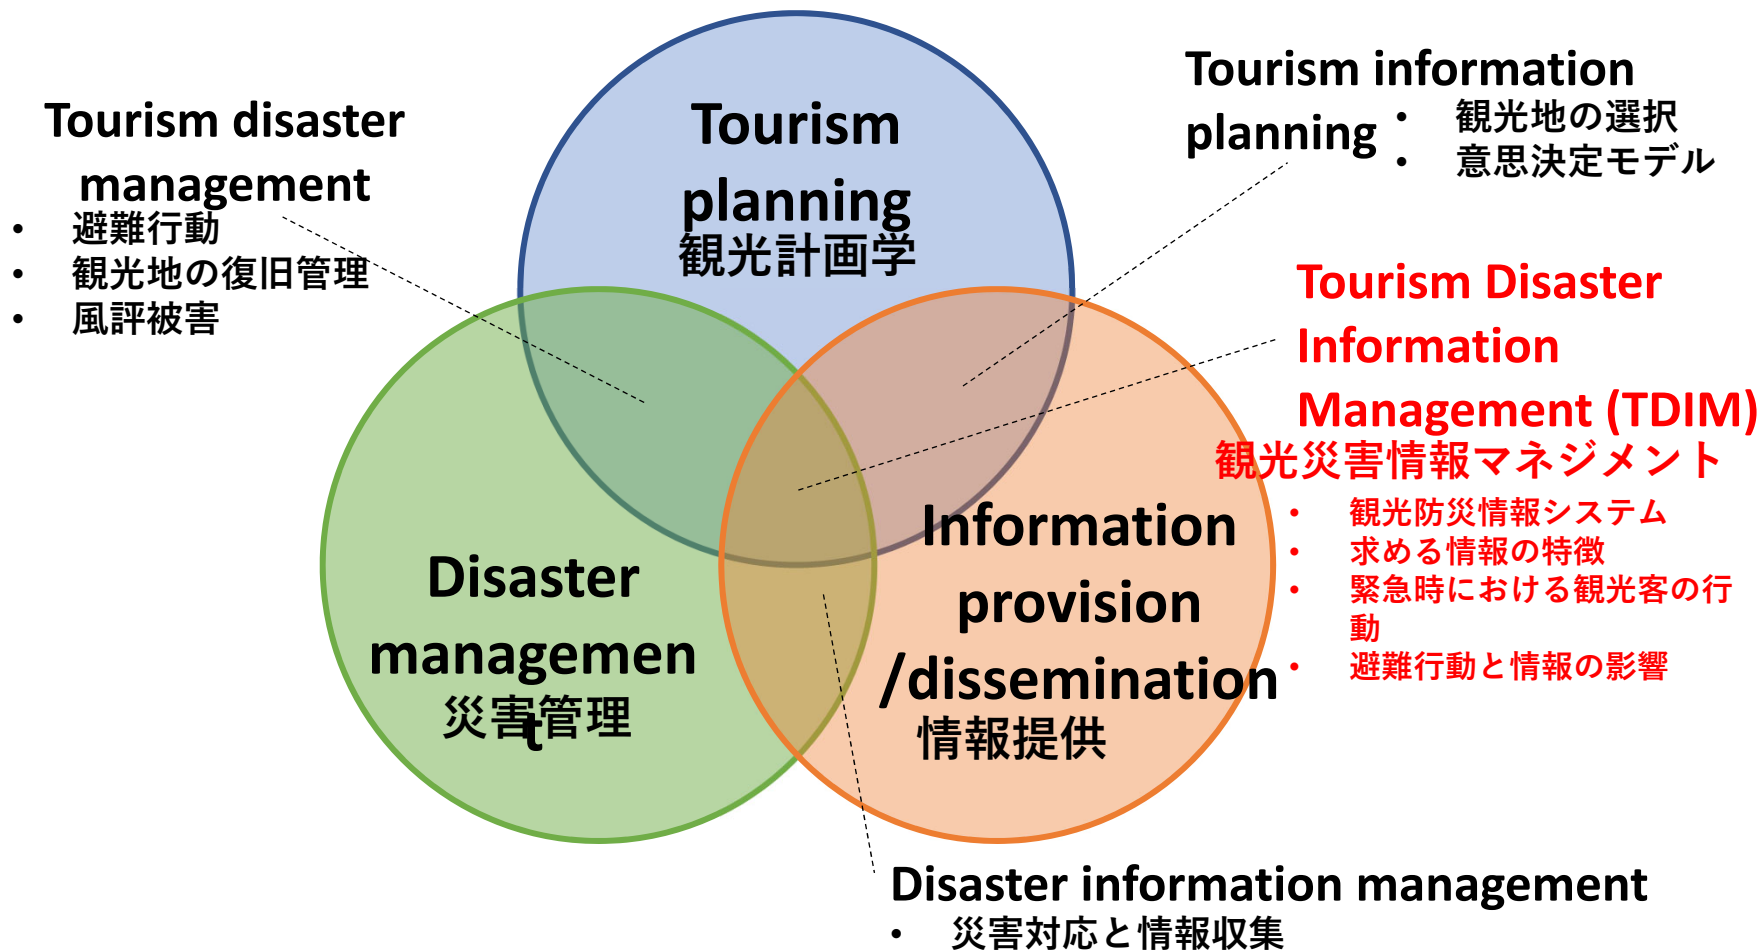 Tourism disaster
management
• 避難行動
• 観光地の復旧管理
• 風評被害
Tourism
planning
観光計画学
Tourism information
planning
• 観光地の選択
• 意思決定モデル
Tourism Disaster
Information
Management (TDIM)
観光災害情報マネジメント
• 観光防災情報システム
• 求める情報の特徴
• 緊急時における観光客の行
動
• 避難行動と情報の影響
Disaster
managemen
t
災害管理
Information
provision
/dissemination
情報提供
Disaster information management
• 災害対応と情報収集